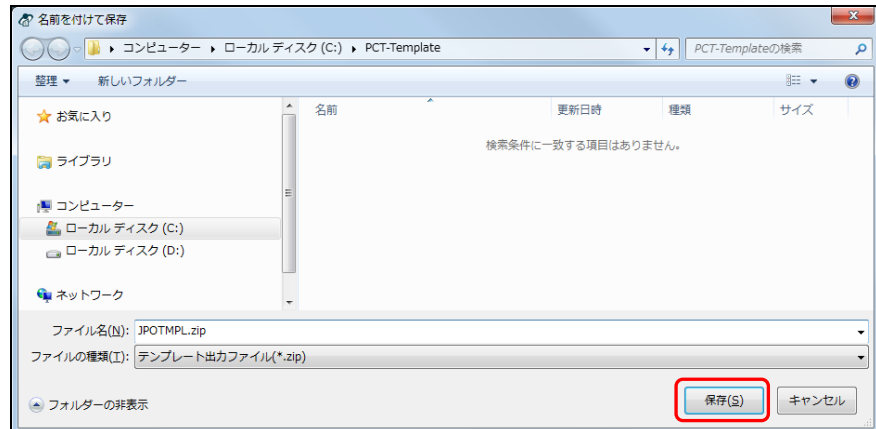 名前を付けて保存
コンピューター ▸ ローカル ディスク (C:) ▸ PCT-Template
PCT-Templateの検索
整理 新しいフォルダー
名前 更新日時 種類 サイズ
検索条件に一致する項目はありません。
お気に入り
ライブラリ
コンピューター
ローカル ディスク (C:)
ローカル ディスク (D:)
ネットワーク
ファイル名(N): JPOTMPL.zip
ファイルの種類(T): テンプレート出力ファイル(*.zip)
フォルダーの非表示
保存(S) キャンセル